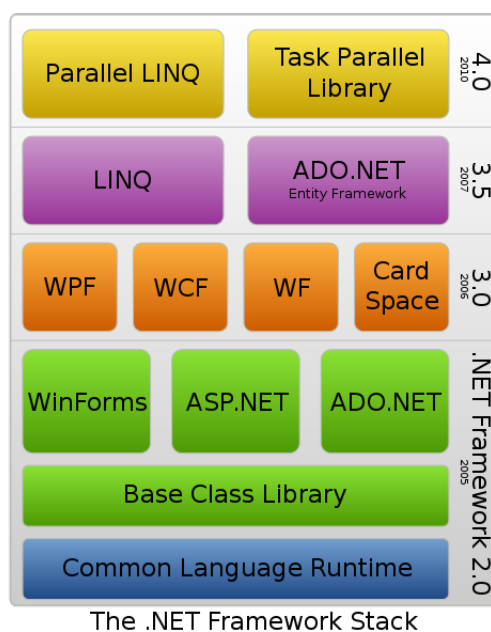 Parallel LINQ
Task Parallel
Library
4.0
2010
LINQ
ADO.NET
Entity Framework
3.5
2007
WPF
WCF
WF
Card
Space
3.0
2006
WinForms
ASP.NET
ADO.NET
Base Class Library
Common Language Runtime
.NET Framework 2.0
2005
The .NET Framework Stack